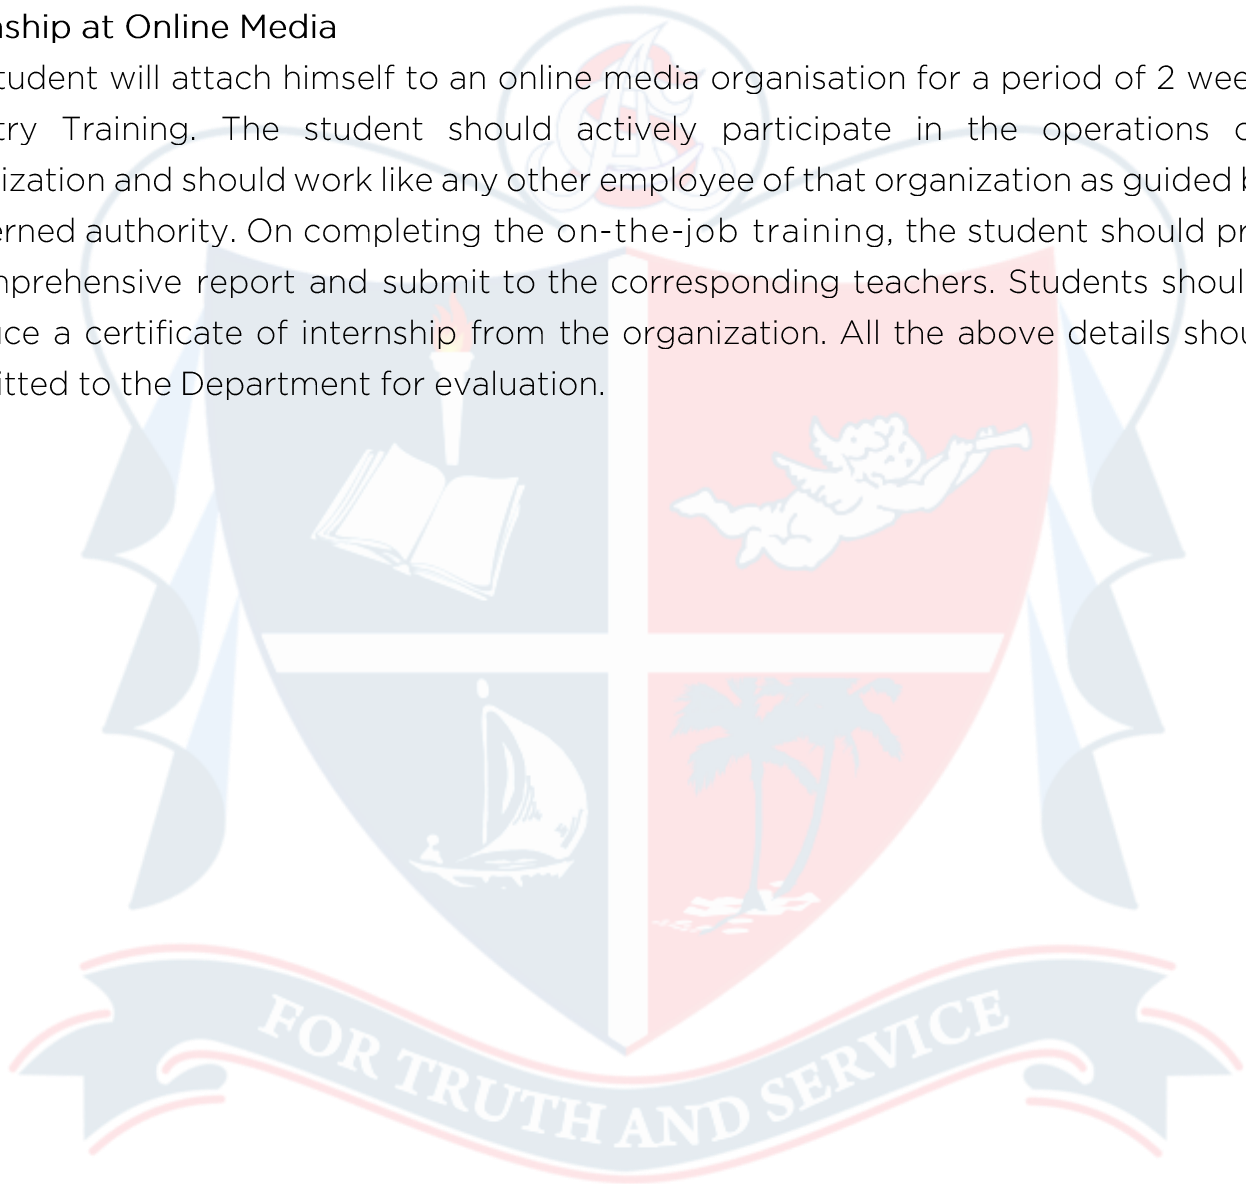 nship at Online Media
tudent will attach himself to an online media organisation for a period of 2 wee
try Training. The student should actively participate in the operations o
ization and should work like any other employee of that organization as guided b
erned authority. On completing the on-the-job training, the student should pr
nprehensive report and submit to the corresponding teachers. Students shoul
uce a certificate of internship from the organization. All the above details shou
itted to the Department for evaluation.
FOR TRUTH AND SERVICE